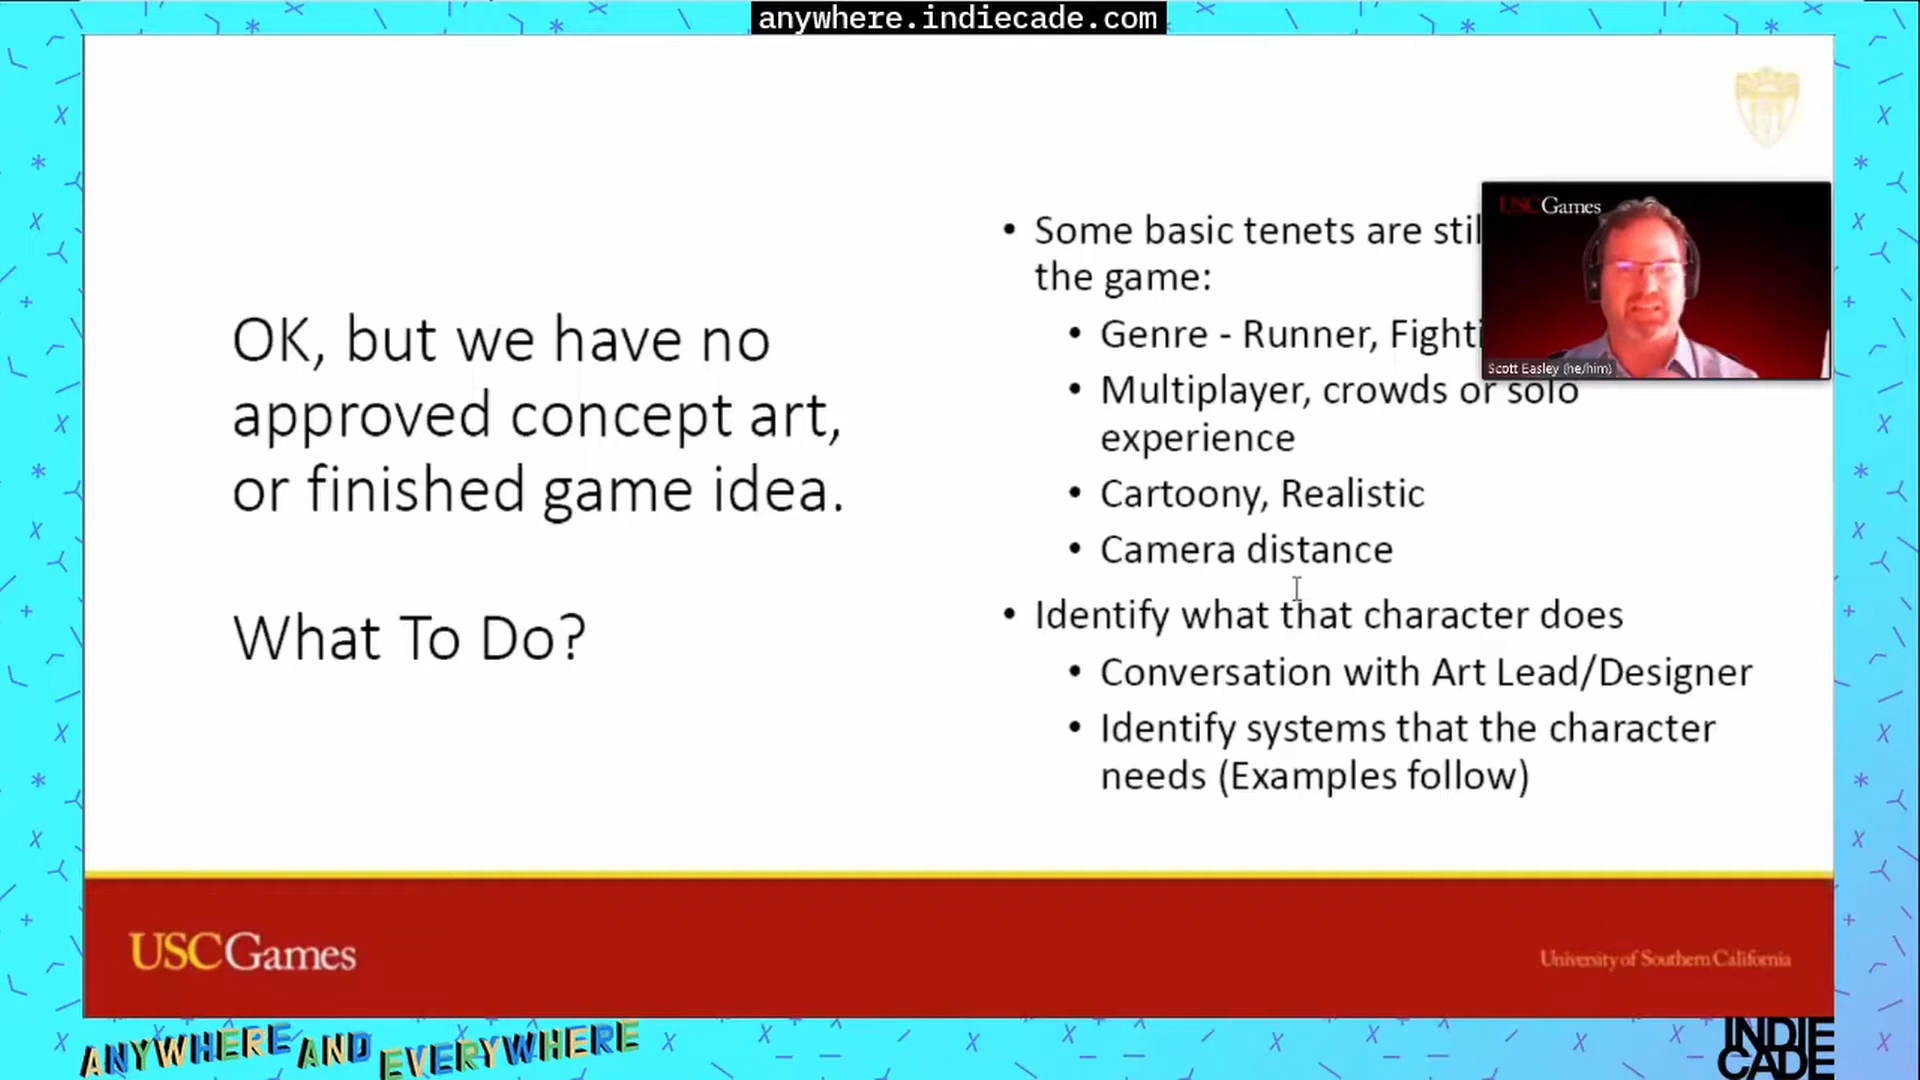 anywhere.indiecade.com
OK, but we have no
approved concept art,
or finished game idea.
What To Do?
• Some basic tenets are
the game:
• Genre - Runner,
• Multiplayer, crowds or solo
experience
• Cartoony, Realistic
• Camera distance
• Identify what that character does
• Conversation with Art Lead/Designer
• Identify systems that the character
needs (Examples follow)
USC Games
Scott Easley (he/him)
USCGames
University of Southern California
ANYWHERE AND EVERYWHERE
INDIE
CADE